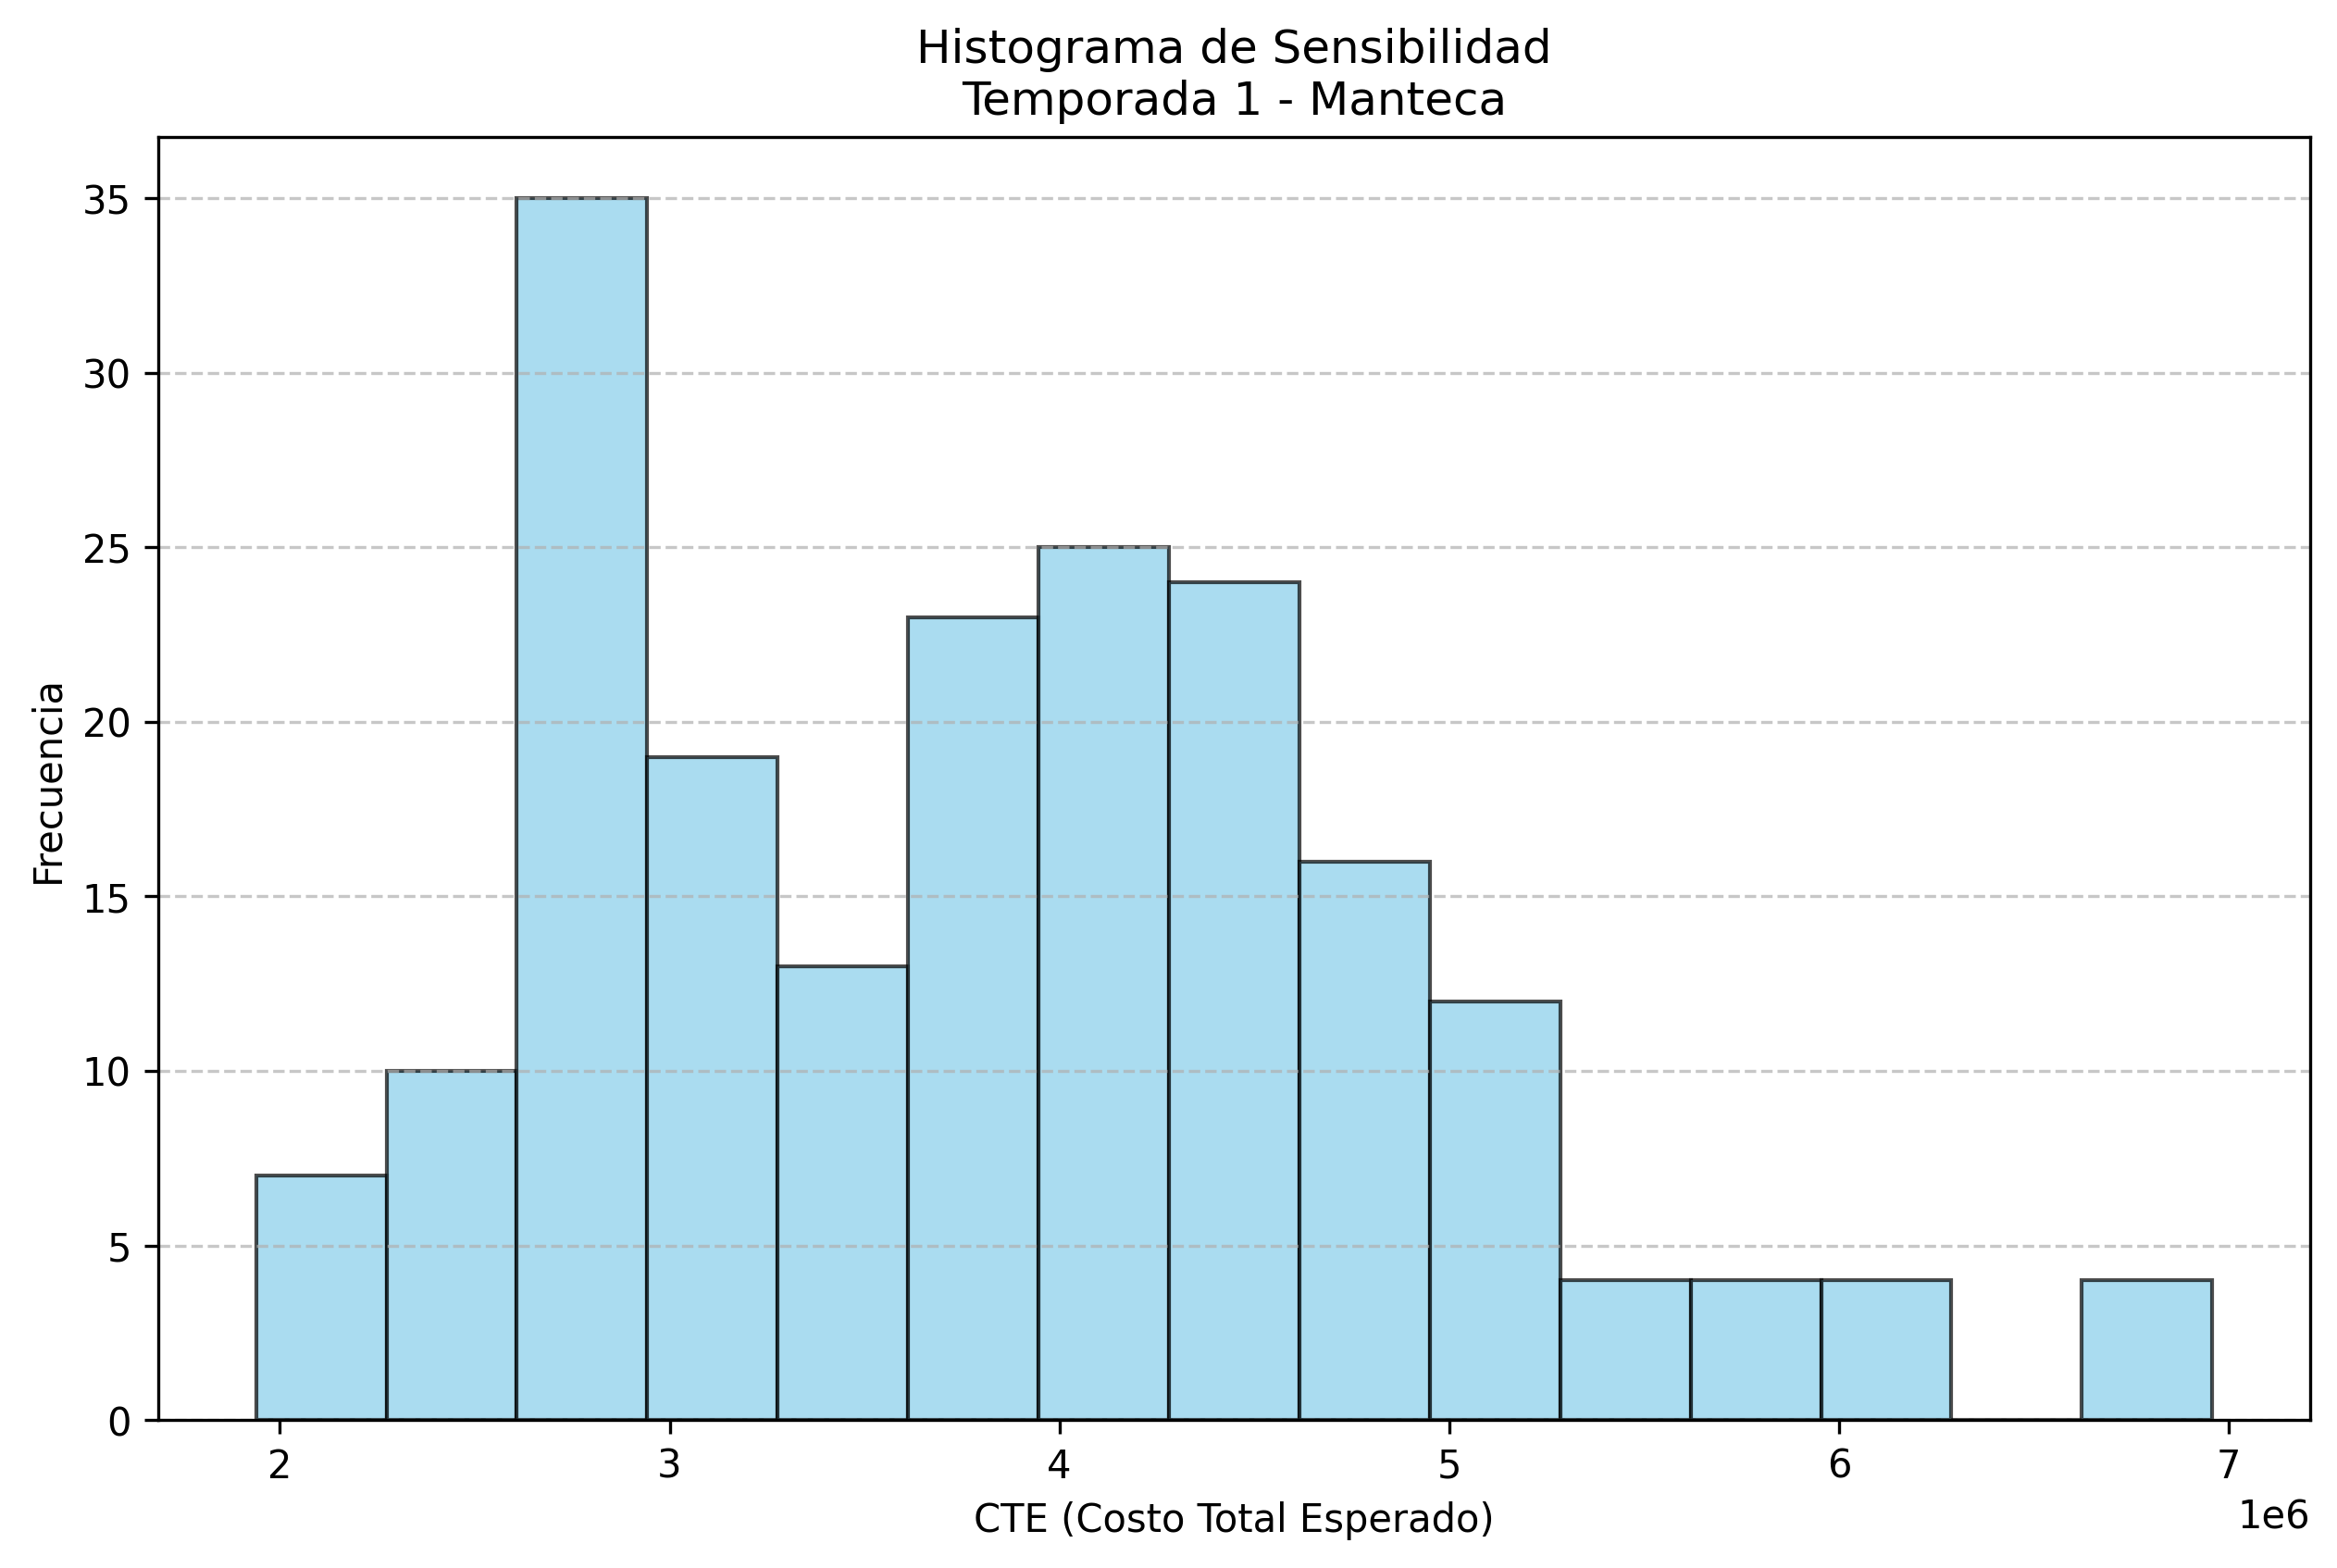 Histograma de Sensibilidad
Temporada 1 - Manteca
35
30
25
20
15
10
5
0
Frecuencia
2 3 4 5 6 7
1e6
CTE (Costo Total Esperado)